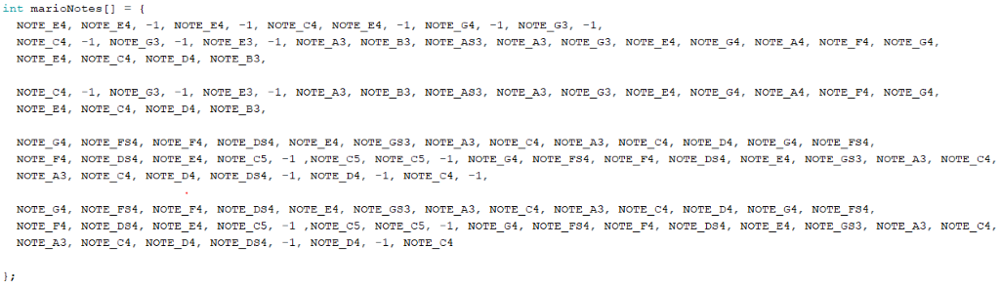 int marioNotes[] = {
NOTE_E4, NOTE_E4, -1, NOTE_E4, -1, NOTE_C4, NOTE_E4, -1, NOTE_G4, -1, NOTE_G3, -1,
NOTE_C4, -1, NOTE_G3, -1, NOTE_E3, -1, NOTE_A3, NOTE_B3, NOTE_AS3, NOTE_A3, NOTE_G3, NOTE_E4, NOTE_G4, NOTE_A4, NOTE_F4, NOTE_G4,
NOTE_E4, NOTE_C4, NOTE_D4, NOTE_B3,
NOTE_C4, -1, NOTE_G3, -1, NOTE_E3, -1, NOTE_A3, NOTE_B3, NOTE_AS3, NOTE_A3, NOTE_G3, NOTE_E4, NOTE_G4, NOTE_A4, NOTE_F4, NOTE_G4,
NOTE_E4, NOTE_C4, NOTE_D4, NOTE_B3,
NOTE_G4, NOTE_FS4, NOTE_F4, NOTE_DS4, NOTE_E4, NOTE_GS3, NOTE_A3, NOTE_C4, NOTE_A3, NOTE_C4, NOTE_D4, NOTE_G4, NOTE_FS4,
NOTE_F4, NOTE_DS4, NOTE_E4, NOTE_C5, -1 ,NOTE_C5, NOTE_C5, -1, NOTE_G4, NOTE_FS4, NOTE_F4, NOTE_DS4, NOTE_E4, NOTE_GS3, NOTE_A3, NOTE_C4,
NOTE_A3, NOTE_C4, NOTE_D4, NOTE_DS4, -1, NOTE_D4, -1, NOTE_C4, -1,
NOTE_G4, NOTE_FS4, NOTE_F4, NOTE_DS4, NOTE_E4, NOTE_GS3, NOTE_A3, NOTE_C4, NOTE_A3, NOTE_C4, NOTE_D4, NOTE_G4, NOTE_FS4,
NOTE_F4, NOTE_DS4, NOTE_E4, NOTE_C5, -1 ,NOTE_C5, NOTE_C5, -1, NOTE_G4, NOTE_FS4, NOTE_F4, NOTE_DS4, NOTE_E4, NOTE_GS3, NOTE_A3, NOTE_C4,
NOTE_A3, NOTE_C4, NOTE_D4, NOTE_DS4, -1, NOTE_D4, -1, NOTE_C4
};